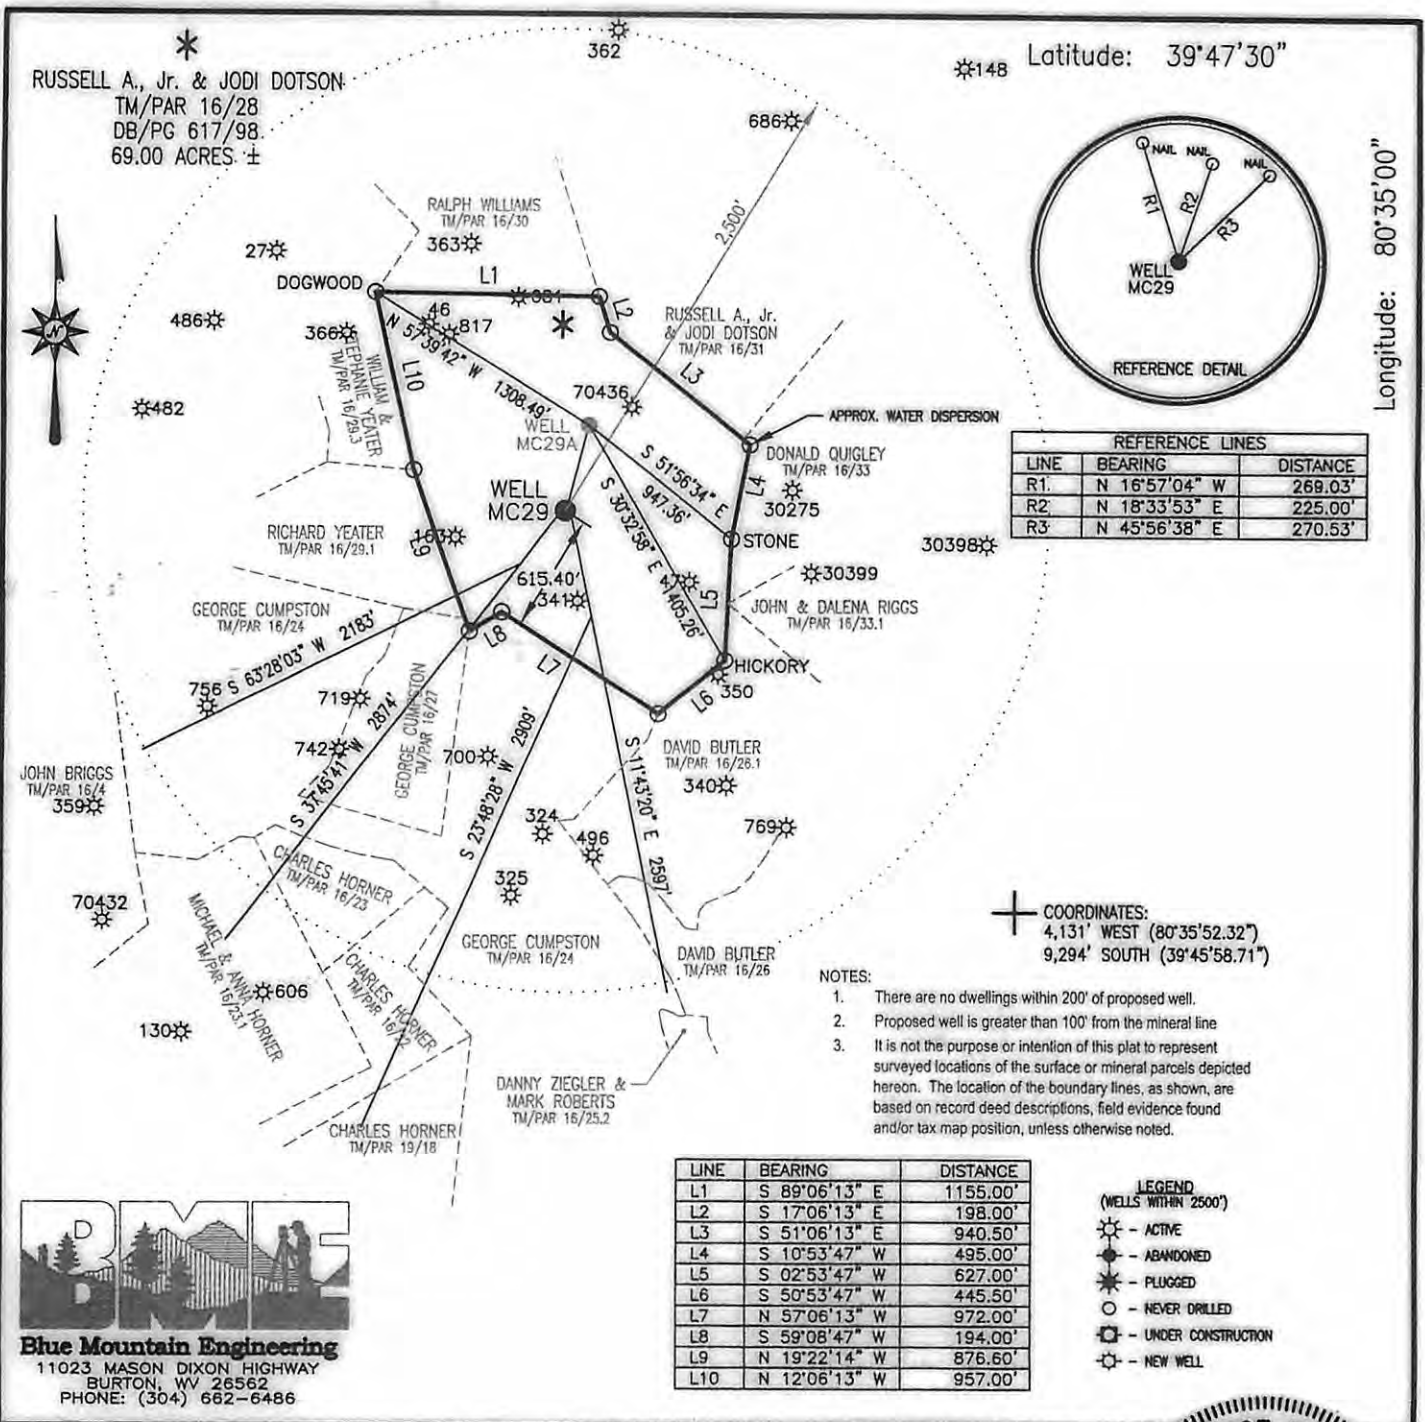 RUSSELL A., Jr. & JODI DOTSON
TM/PAR 16/28
DB/PG 617/98
69.00 ACRES ±
362
148
Latitude: 39°47'30"
Longitude: 80°35'00"
686
2,500'
RALPH WILLIAMS
TM/PAR 16/30
363
27
DOGWOOD
L1
L2
486
366
46
817
N 57°39'42" W 1308.49'
RUSSELL A., Jr.
& JODI DOTSON
TM/PAR 16/31
L3
L10
WILLIAM &
TEPHANIE YEATER
TM/PAR 16/29.3
482
70436
WELL
MC29A
APPROX. WATER DISPERSION
DONALD QUIGLEY
TM/PAR 16/33
L4
30275
S 51°56'34" E
947.36'
WELL
MC29
S 30°32'58" E 1405.26'
STONE
30398
30399
RICHARD YEATER
TM/PAR 16/29.1
L9
615.40'
341
47
L5
JOHN & DALENA RIGGS
TM/PAR 16/33.1
GEORGE CUMPSTON
TM/PAR 16/24
S 63°28'03" W 2183'
L8
L7
HICKORY
350
L6
756
719
742
S 37°45'41" W 2874'
GEORGE CUMPSTON
TM/PAR 16/27
700
S 23°48'28" W 2909'
S 11°43'20" E 2597'
DAVID BUTLER
TM/PAR 16/26.1
340
769
JOHN BRIGGS
TM/PAR 16/4
359
324
496
325
CHARLES HORNER
TM/PAR 16/23
70432
MICHAEL & ANNA HORNER
TM/PAR 16/23.1
606
130
CHARLES HORNER
GEORGE CUMPSTON
TM/PAR 16/24
DAVID BUTLER
TM/PAR 16/26
DANNY ZIEGLER &
MARK ROBERTS
TM/PAR 16/25.2
CHARLES HORNER
TM/PAR 19/18
NAIL NAIL NAIL
R1 R2 R3
WELL
MC29
REFERENCE DETAIL
REFERENCE LINES
LINE BEARING DISTANCE
R1 N 16°57'04" W 269.03'
R2 N 18°33'53" E 225.00'
R3 N 45°56'38" E 270.53'
COORDINATES:
4,131' WEST (80°35'52.32")
9,294' SOUTH (39°45'58.71")
NOTES:
1. There are no dwellings within 200' of proposed well.
2. Proposed well is greater than 100' from the mineral line
3. It is not the purpose or intention of this plat to represent
surveyed locations of the surface or mineral parcels depicted
hereon. The location of the boundary lines, as shown, are
based on record deed descriptions, field evidence found
and/or tax map position, unless otherwise noted.
LINE BEARING DISTANCE
L1 S 89°06'13" E 1155.00'
L2 S 17°06'13" E 198.00'
L3 S 51°06'13" E 940.50'
L4 S 10°53'47" W 495.00'
L5 S 02°53'47" W 627.00'
L6 S 50°53'47" W 445.50'
L7 N 57°06'13" W 972.00'
L8 S 59°08'47" W 194.00'
L9 N 19°22'14" W 876.60'
L10 N 12°06'13" W 957.00'
LEGEND
(WELLS WITHIN 2500')
- ACTIVE
- ABANDONED
- PLUGGED
- NEVER DRILLED
- UNDER CONSTRUCTION
- NEW WELL
N
BME
Blue Mountain Engineering
11023 MASON DIXON HIGHWAY
BURTON, WV 26562
PHONE: (304) 662-6486